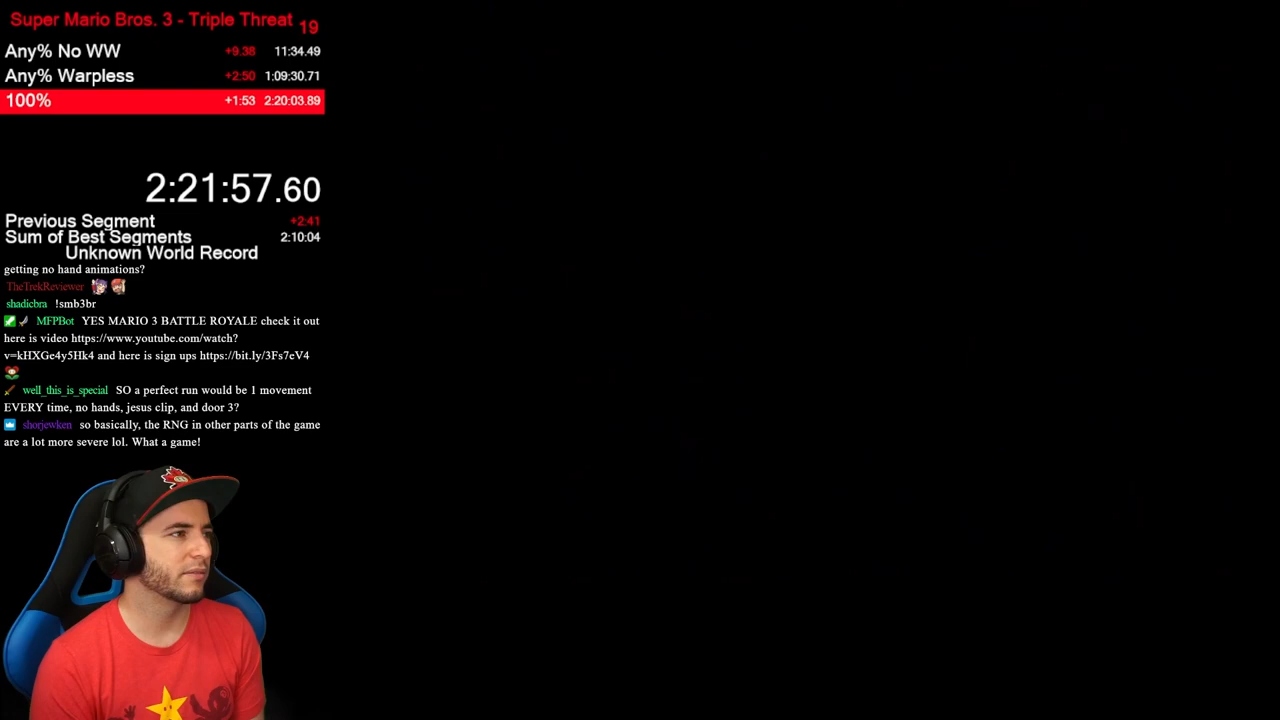 Super Mario Bros. 3 - Triple Threat 19
Any% No WW +9.38 11:34.49
Any% Warpless +2:50 1:09:30.71
100% +1:53 2:20:03.89
2:21:57.60
Previous Segment +2:41
Sum of Best Segments 2:10:04
Unknown World Record
getting no hand animations?
TheTrekReviewer
shadicbra !smb3br
MFPBot YES MARIO 3 BATTLE ROYALE check it out
here is video https://www.youtube.com/watch?
v=kHXGe4y5Hk4 and here is sign ups https://bit.ly/3Fs7eV4
well_this_is_special SO a perfect run would be 1 movement
EVERY time, no hands, jesus clip, and door 3?
shorjewken so basically, the RNG in other parts of the game
are a lot more severe lol. What a game!